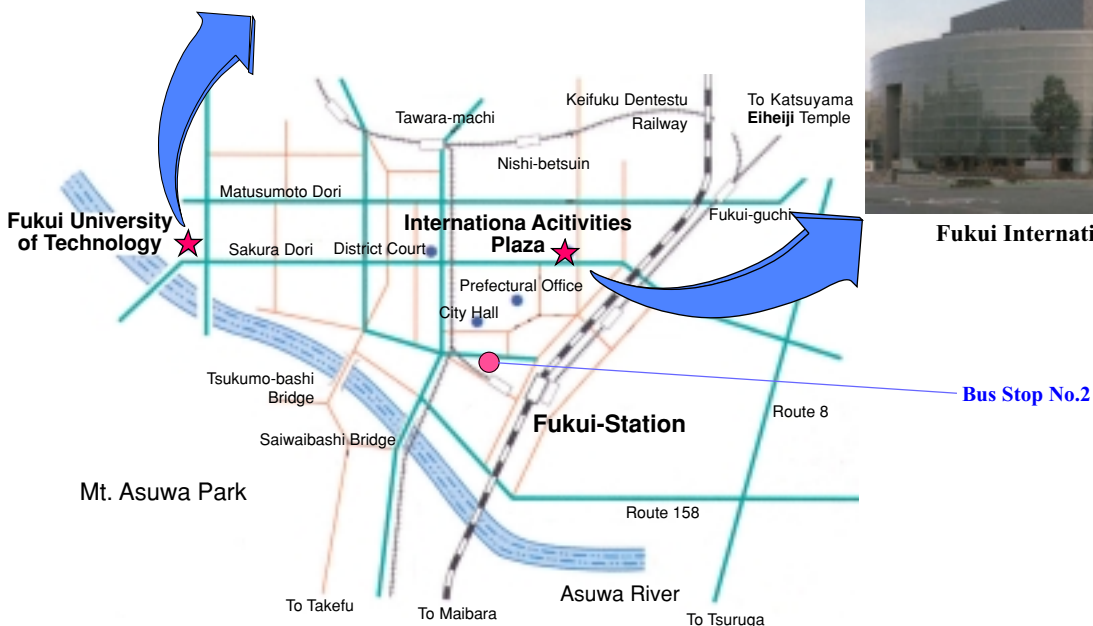 Keifuku Dentestu
Railway
To Katsuyama
Eiheiji Temple
Tawara-machi
Nishi-betsuin
Matusumoto Dori
Fukui-guchi
Fukui University
of Technology
Internationa Acitivities
Plaza
Sakura Dori
District Court
Fukui Internati
Prefectural Office
City Hall
Tsukumo-bashi
Bridge
Bus Stop No.2
Route 8
Fukui-Station
Saiwaibashi Bridge
Mt. Asuwa Park
Route 158
Asuwa River
To Takefu
To Maibara
To Tsuruga